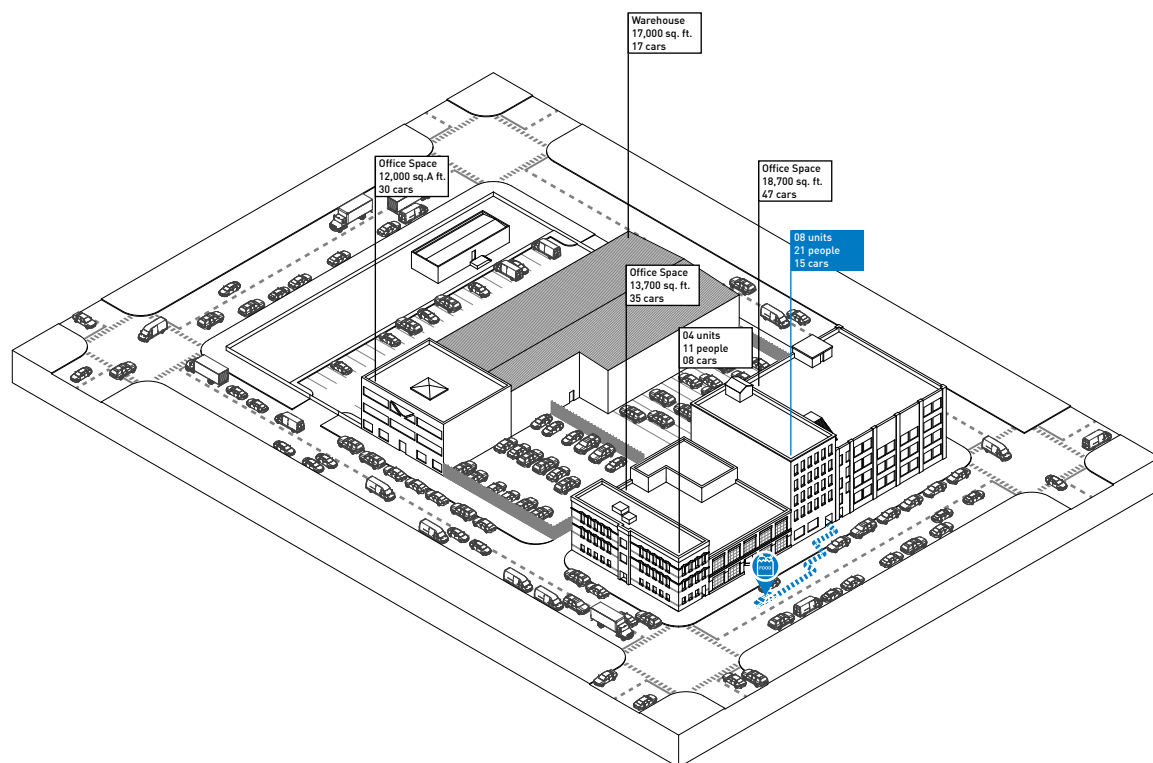 Warehouse
17,000 sq. ft.
17 cars
Office Space
12,000 sq.A ft.
30 cars
Office Space
18,700 sq. ft.
47 cars
08 units
21 people
15 cars
Office Space
13,700 sq. ft.
35 cars
04 units
11 people
08 cars
FOOD